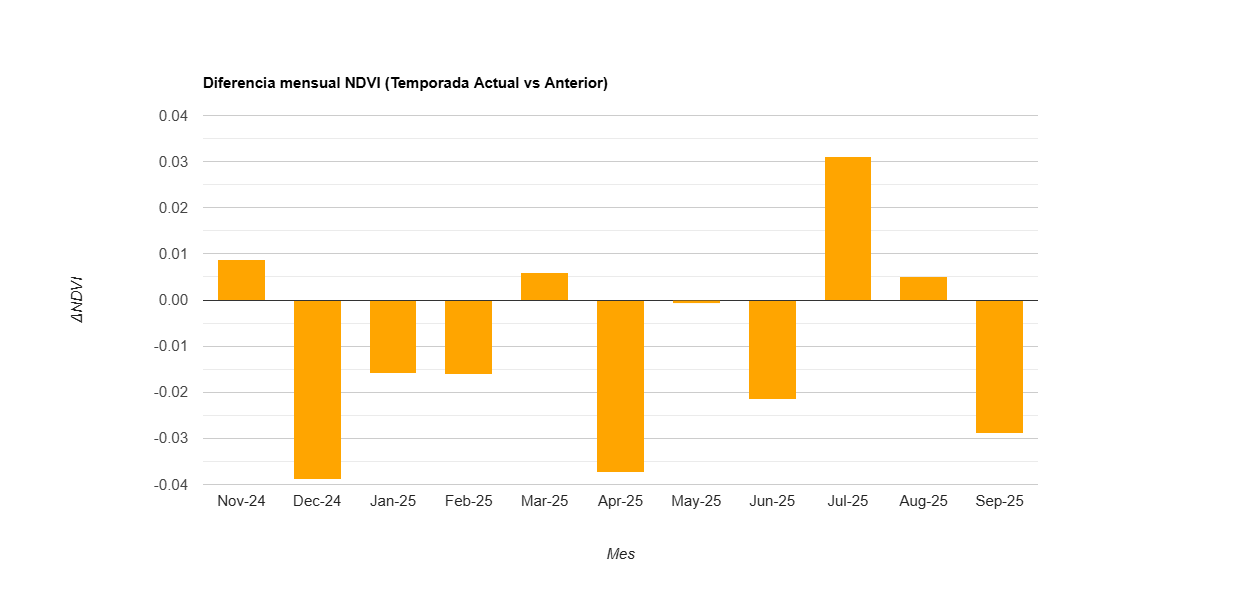 Diferencia mensual NDVI (Temporada Actual vs Anterior)
0.04
0.03
0.02
0.01
0.00
-0.01
-0.02
-0.03
-0.04
ΔNDVI
Nov-24 Dec-24 Jan-25 Feb-25 Mar-25 Apr-25 May-25 Jun-25 Jul-25 Aug-25 Sep-25
Mes